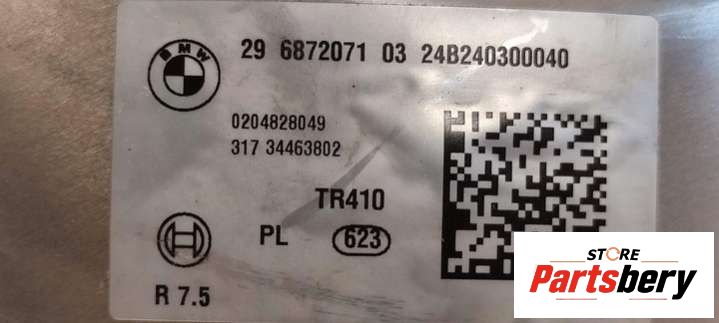 BMW
29 6872071 03 24B240300040
0204828049
317 34463802
TR410
PL 623
R 7.5
STORE
Partsbery